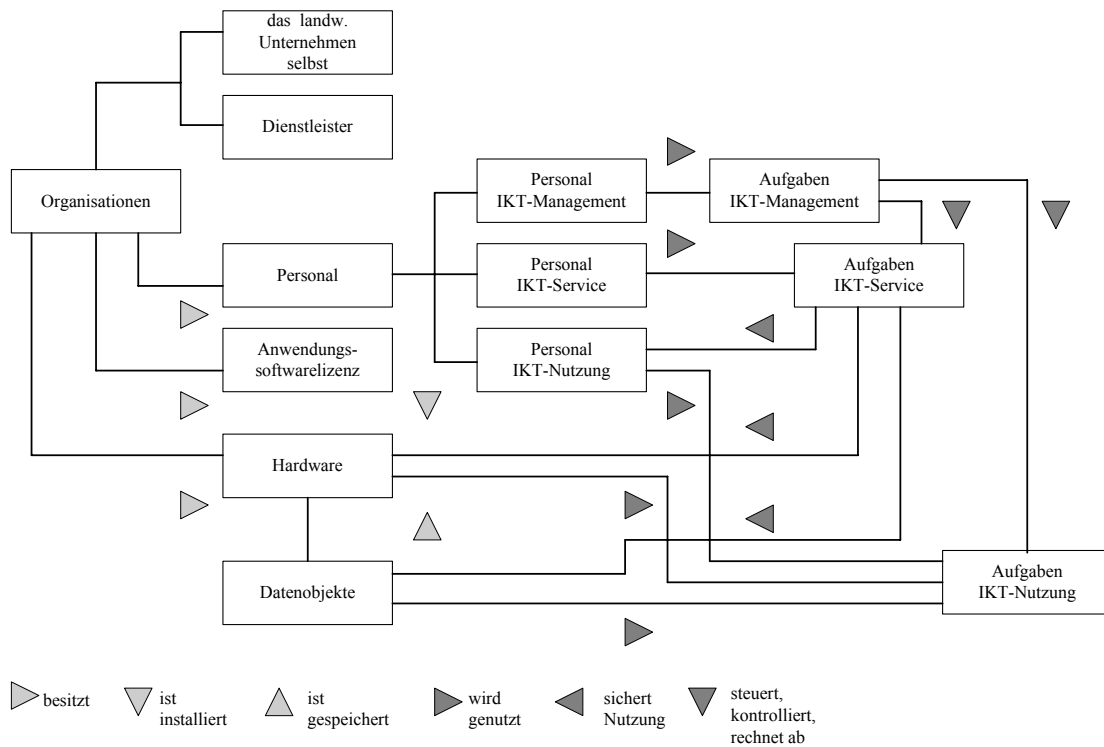 das landw.
Unternehmen
selbst
Dienstleister
Organisationen
Personal
IKT-Management
Aufgaben
IKT-Management
Personal
Personal
IKT-Service
Aufgaben
IKT-Service
Anwendungs-
softwarelizenz
Personal
IKT-Nutzung
Hardware
Datenobjekte
Aufgaben
IKT-Nutzung
besitzt
ist
installiert
ist
gespeichert
wird
genutzt
sichert
Nutzung
steuert,
kontrolliert,
rechnet ab